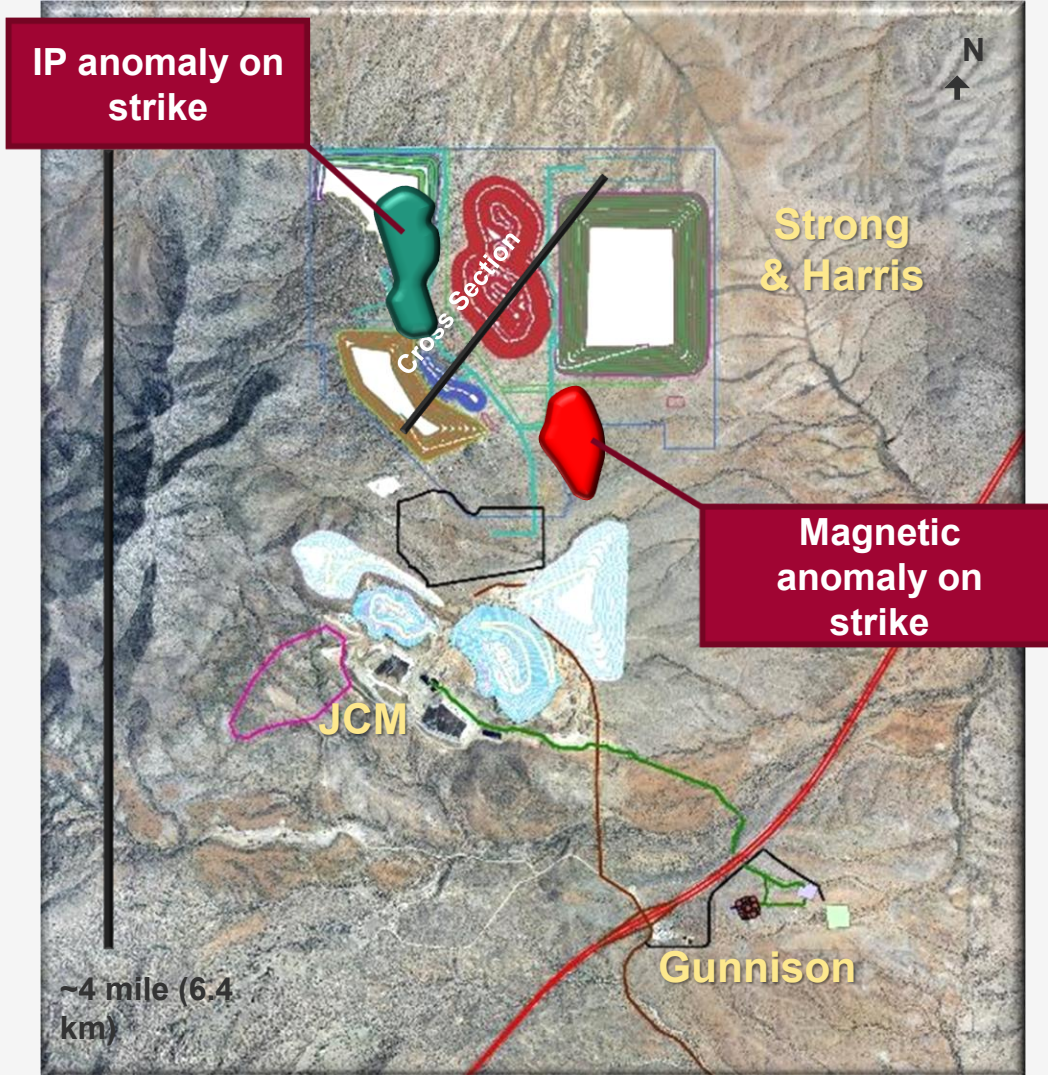 IP anomaly on
strike
N
Strong
& Harris
Cross Section
Magnetic
anomaly on
strike
JCM
Gunnison
~4 mile (6.4
km)